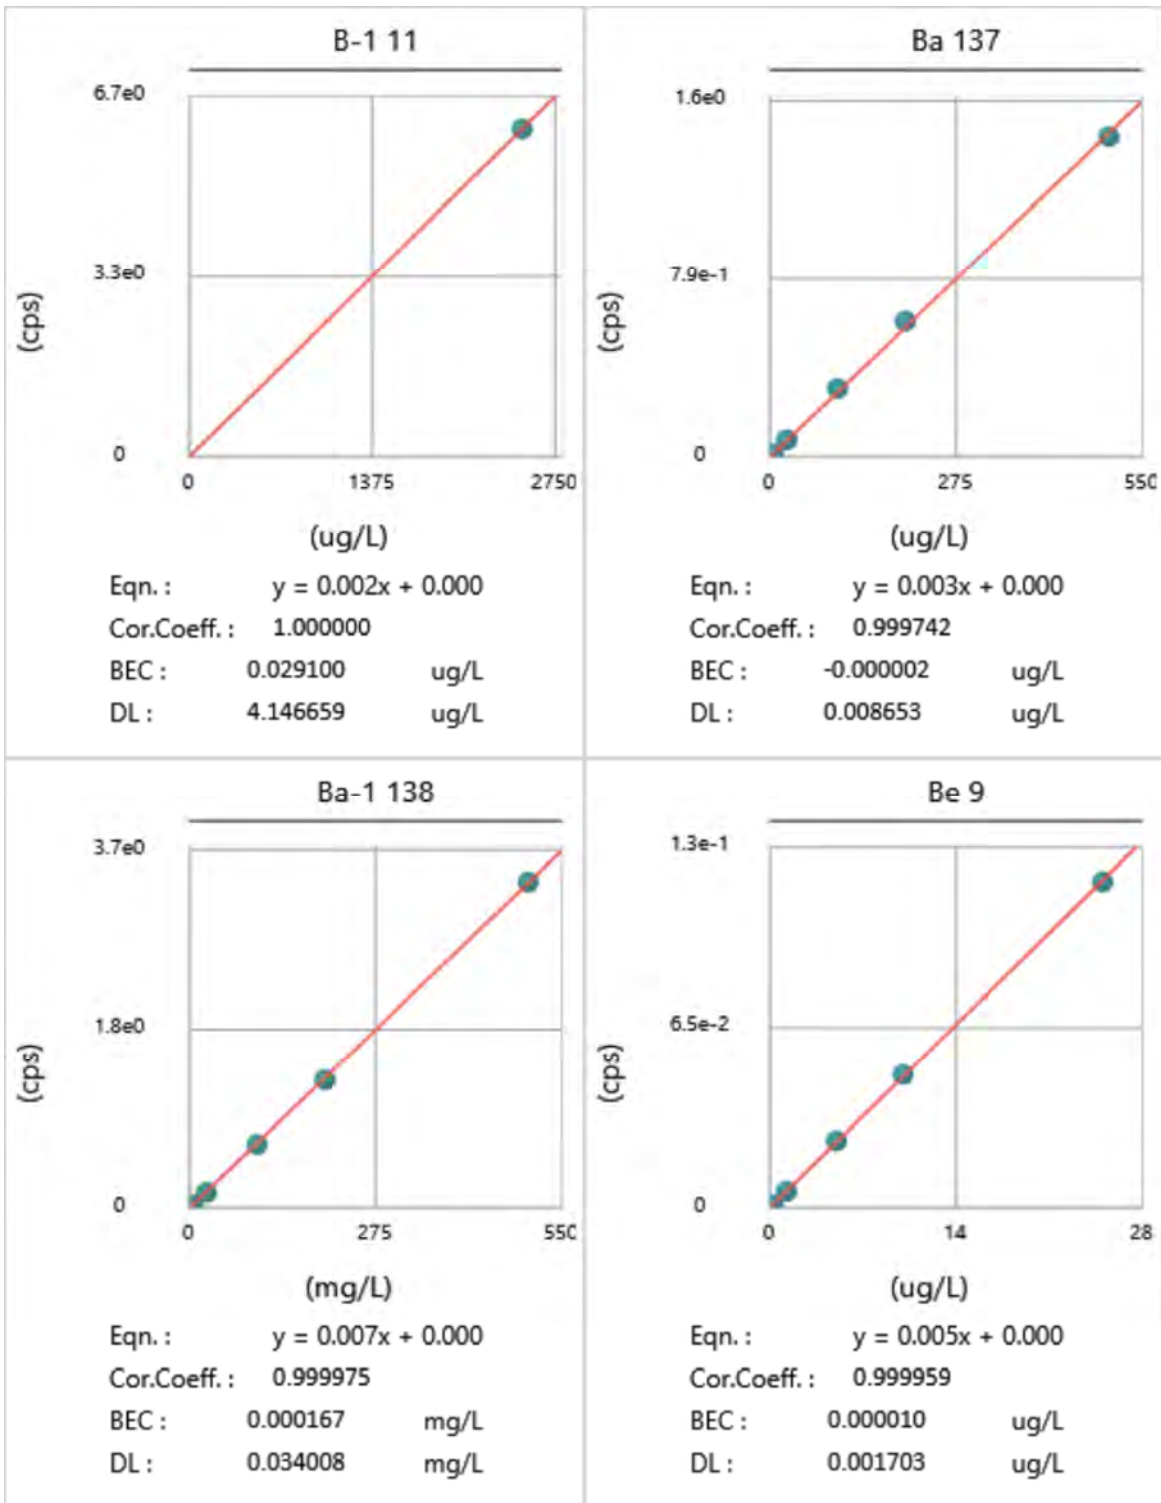 B-1 11
6.7e0
3.3e0
0
(cps)
0 1375 2750
(ug/L)
Eqn. : y = 0.002x + 0.000
Cor.Coeff. : 1.000000
BEC : 0.029100 ug/L
DL : 4.146659 ug/L
Ba 137
1.6e0
7.9e-1
0
(cps)
0 275 550
(ug/L)
Eqn. : y = 0.003x + 0.000
Cor.Coeff. : 0.999742
BEC : -0.000002 ug/L
DL : 0.008653 ug/L
Ba-1 138
3.7e0
1.8e0
0
(cps)
0 275 550
(mg/L)
Eqn. : y = 0.007x + 0.000
Cor.Coeff. : 0.999975
BEC : 0.000167 mg/L
DL : 0.034008 mg/L
Be 9
1.3e-1
6.5e-2
0
(cps)
0 14 28
(ug/L)
Eqn. : y = 0.005x + 0.000
Cor.Coeff. : 0.999959
BEC : 0.000010 ug/L
DL : 0.001703 ug/L